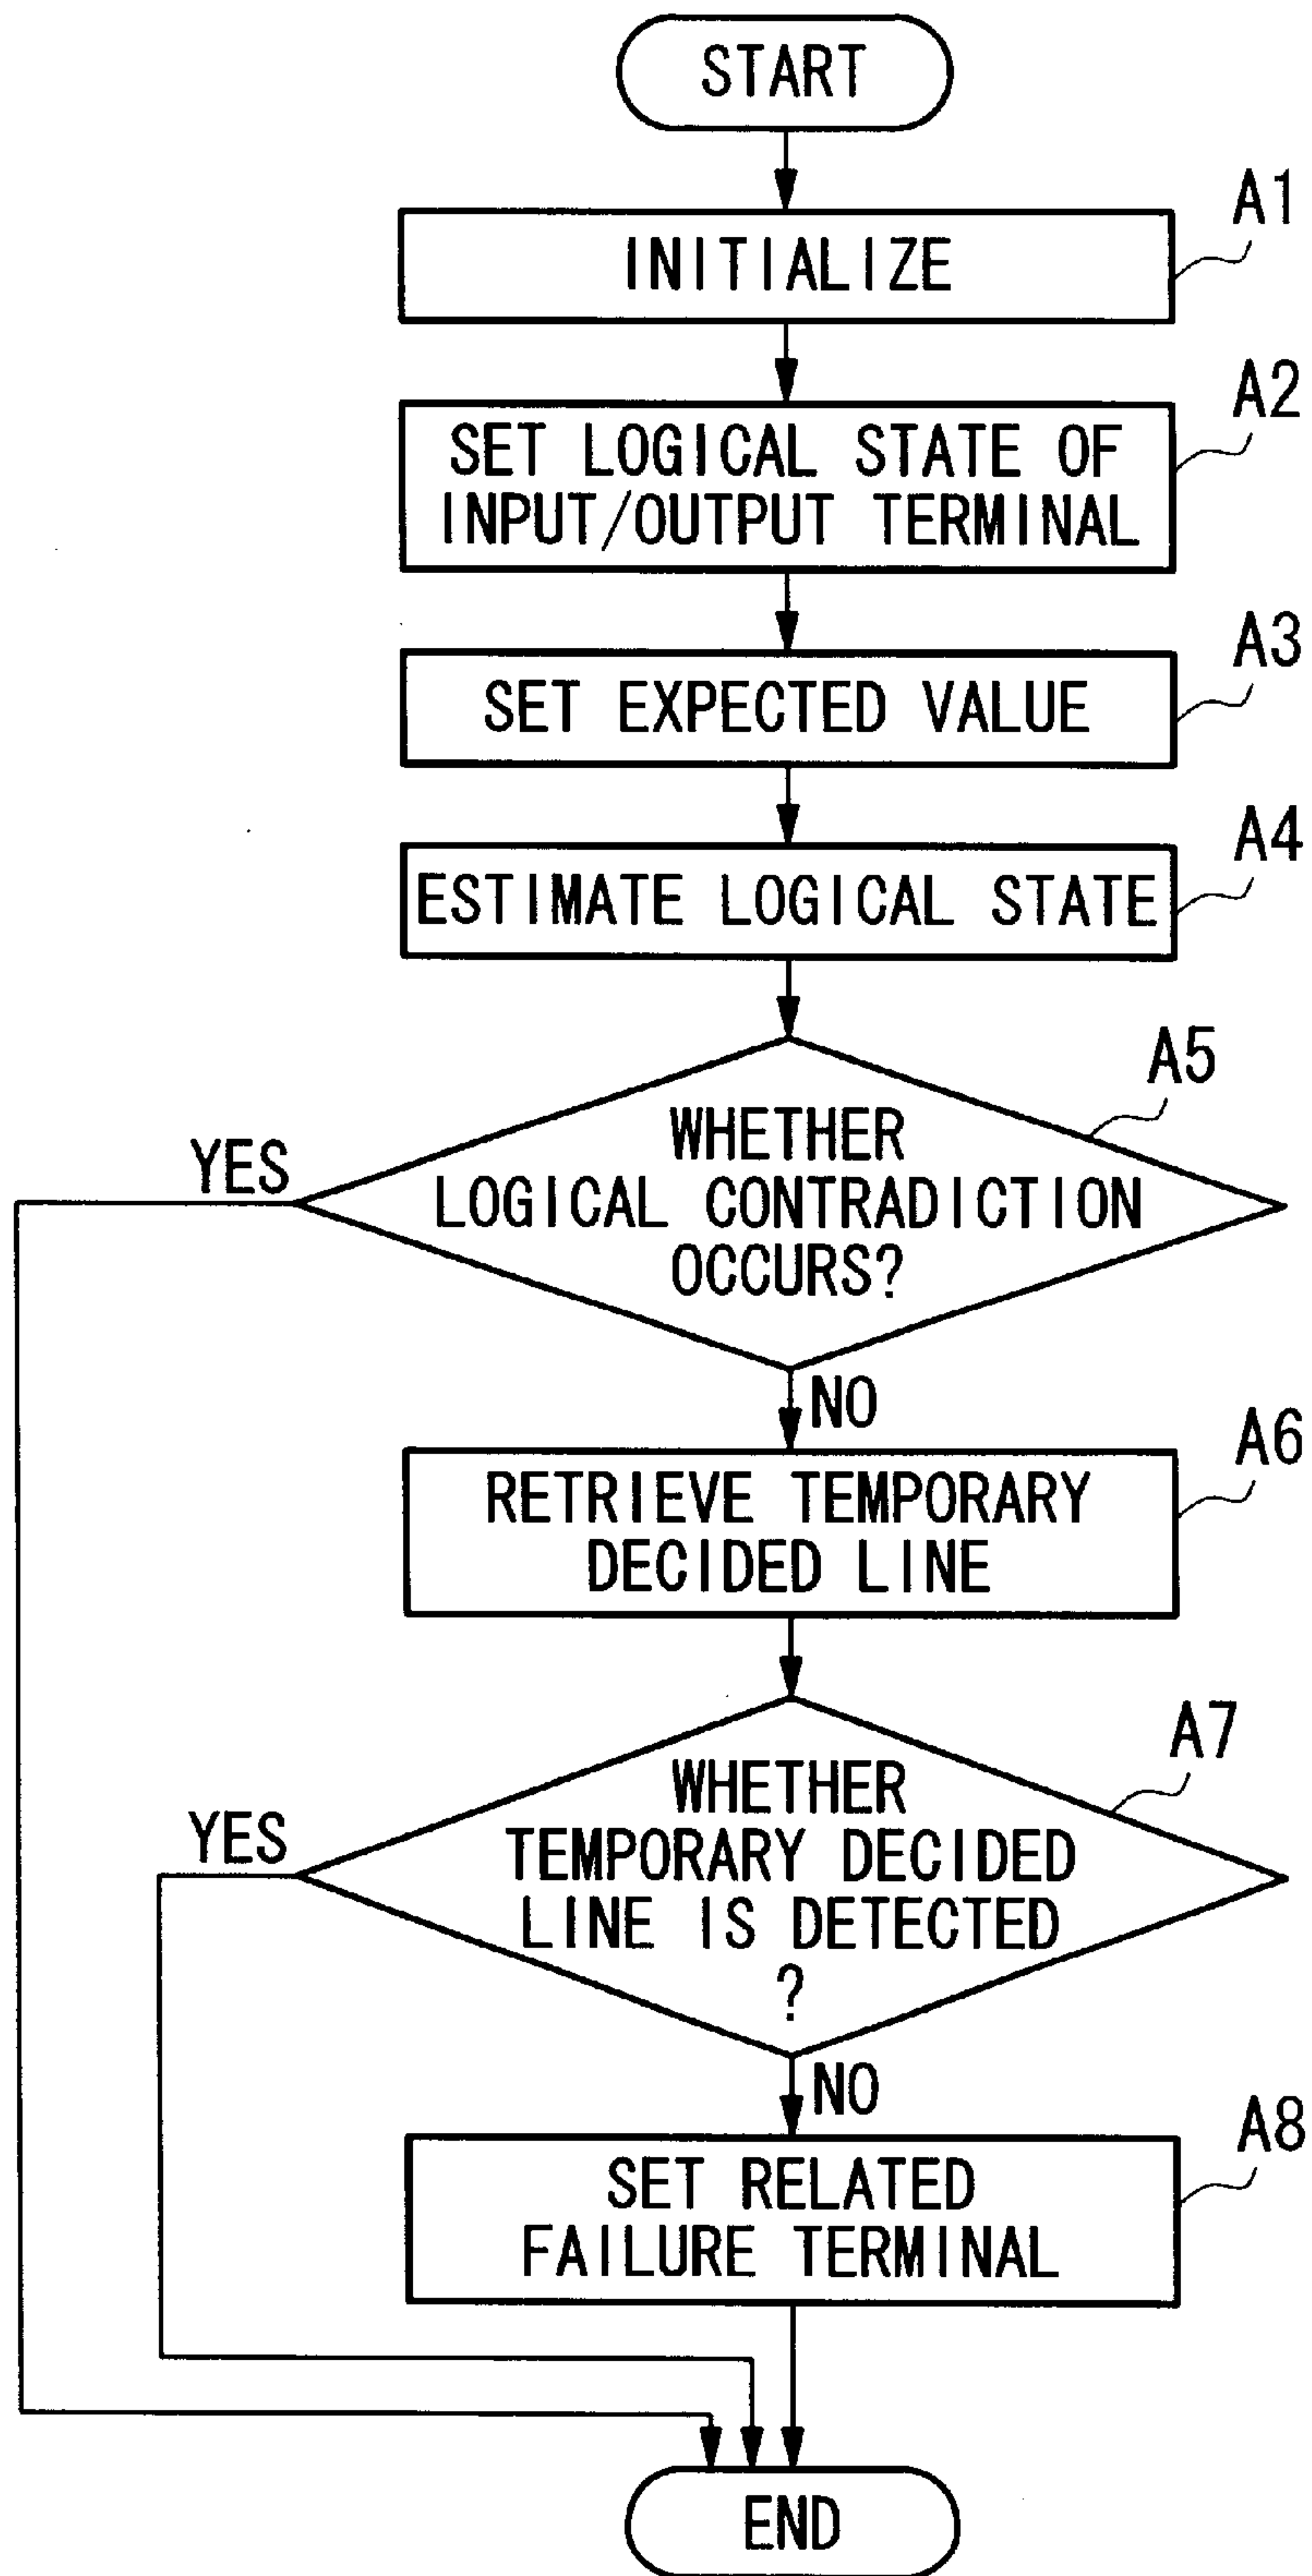 START
A1
INITIALIZE
A2
SET LOGICAL STATE OF
INPUT/OUTPUT TERMINAL
A3
SET EXPECTED VALUE
A4
ESTIMATE LOGICAL STATE
A5
WHETHER
LOGICAL CONTRADICTION
OCCURS?
YES
NO
A6
RETRIEVE TEMPORARY
DECIDED LINE
A7
WHETHER
TEMPORARY DECIDED
LINE IS DETECTED
?
YES
NO
A8
SET RELATED
FAILURE TERMINAL
END